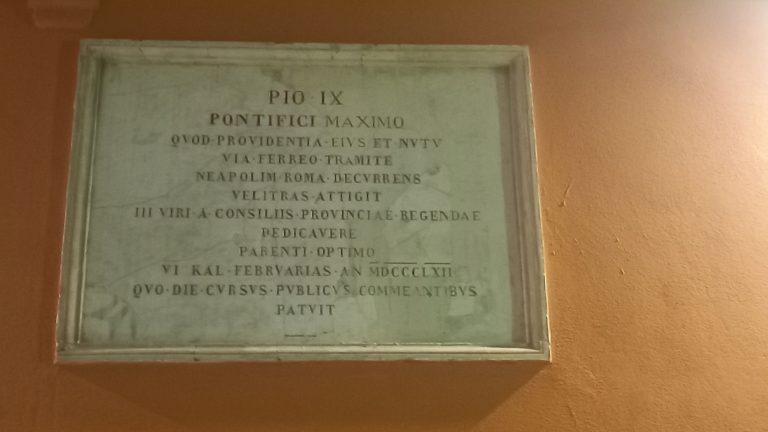 PIO·IX
PONTIFICI MAXIMO
QVOD·PROVIDENTIA·EIVS ET·NVTV
VIA·FERREO·TRAMITE
NEAPOLIM·ROMA·DECVRRENS
VELITRAS·ATTIGIT
III VIRI·A·CONSILIIS·PROVINCIAE·REGENDAE
DEDICAVERE
PARENTI·OPTIMO
VI KAL·FEBRVARIAS·AN MDCCCLXII
QVO·DIE·CVRSVS·PVBLICVS COMMEANTIBVS
PATVIT